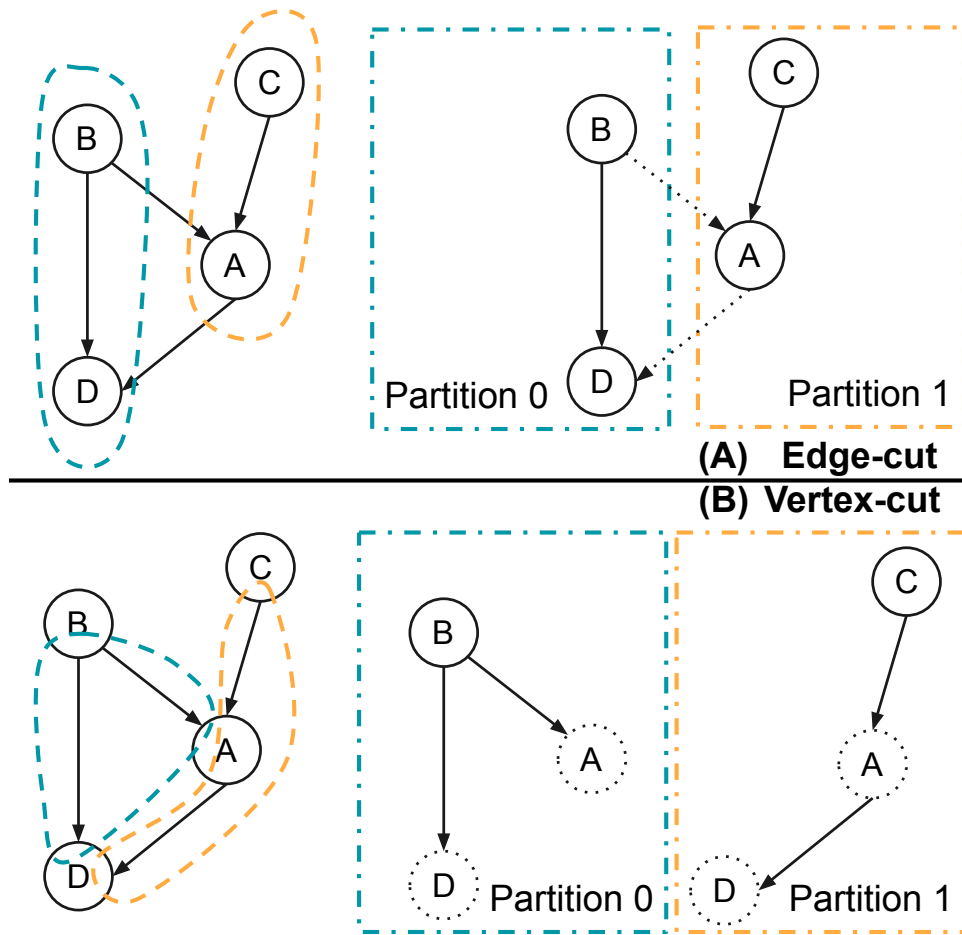 C
B
A
D
C
B
A
D
Partition 0
Partition 1
(A) Edge-cut
(B) Vertex-cut
C
B
A
D
C
B
A
A
D
D
Partition 0
Partition 1